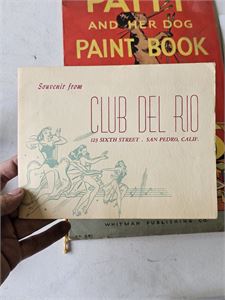 PATTY
AND HER DOG
PAINT BOOK
Souvenir from
CLUB DEL RIO
123 SIXTH STREET . SAN PEDRO, CALIF.
WHITMAN PUBLISHING CO